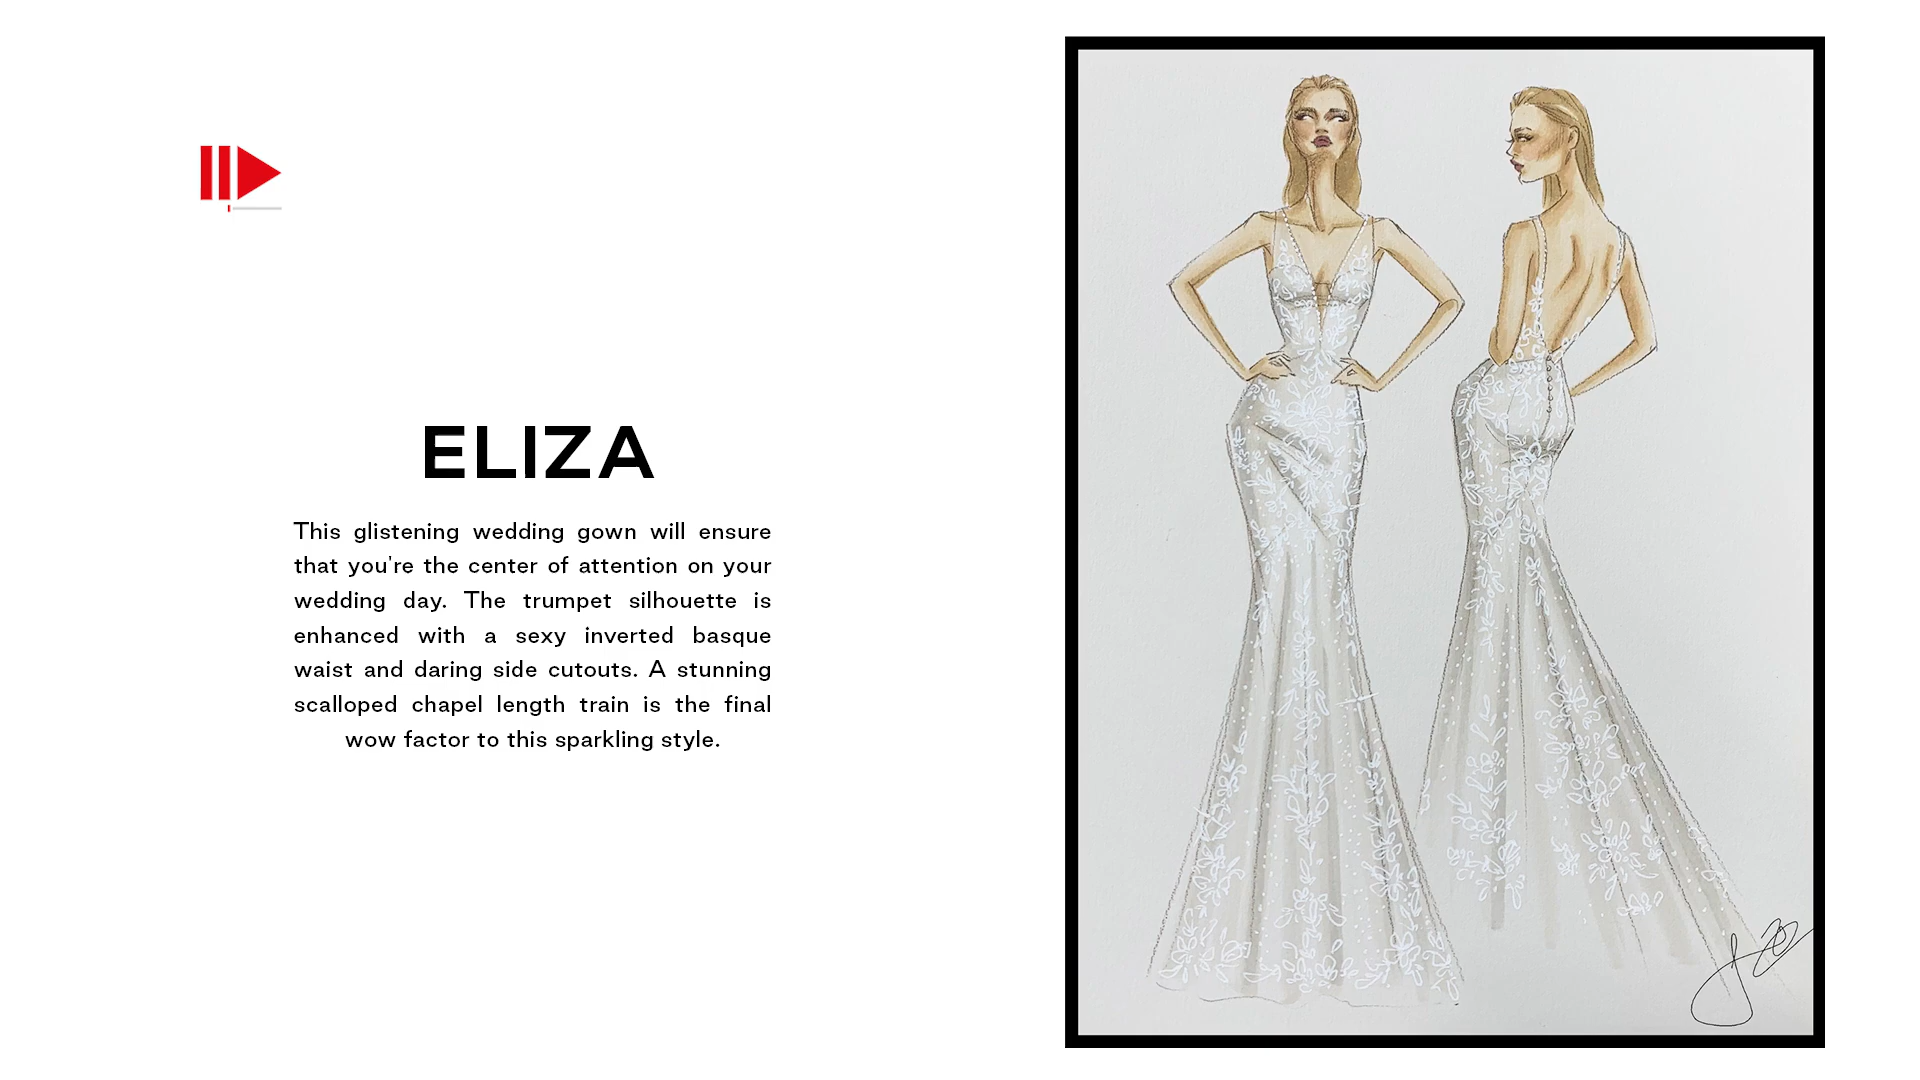 ELIZA
This glistening wedding gown will ensure
that you're the center of attention on your
wedding day. The trumpet silhouette is
enhanced with a sexy inverted basque
waist and daring side cutouts. A stunning
scalloped chapel length train is the final
wow factor to this sparkling style.